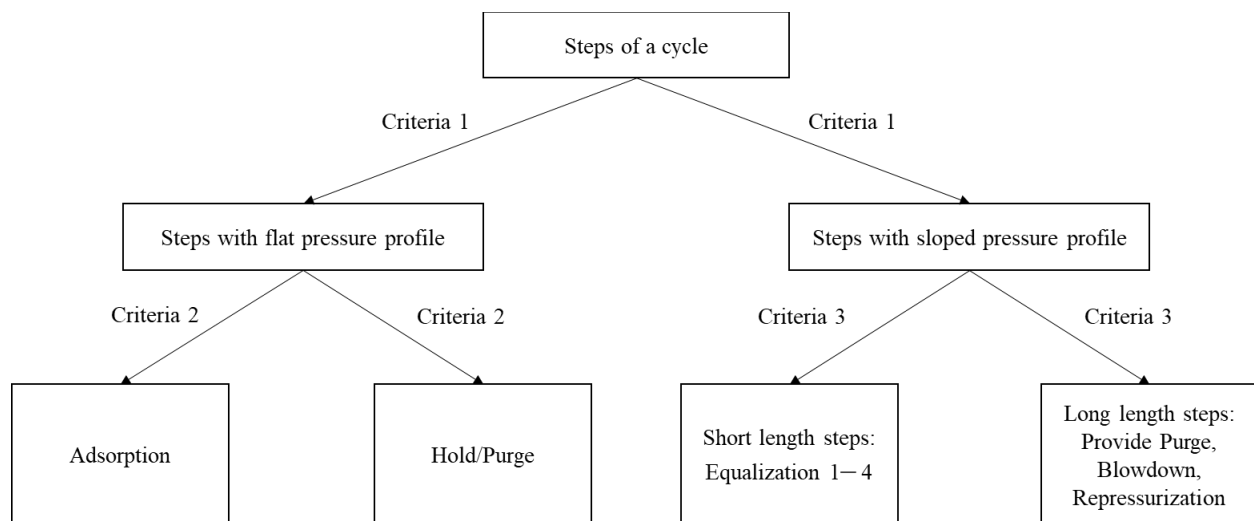 Steps of a cycle
Criteria 1
Criteria 1
Steps with flat pressure profile
Steps with sloped pressure profile
Criteria 2
Criteria 2
Criteria 3
Criteria 3
Adsorption
Hold/Purge
Short length steps:
Equalization 1−4
Long length steps:
Provide Purge,
Blowdown,
Repressurization